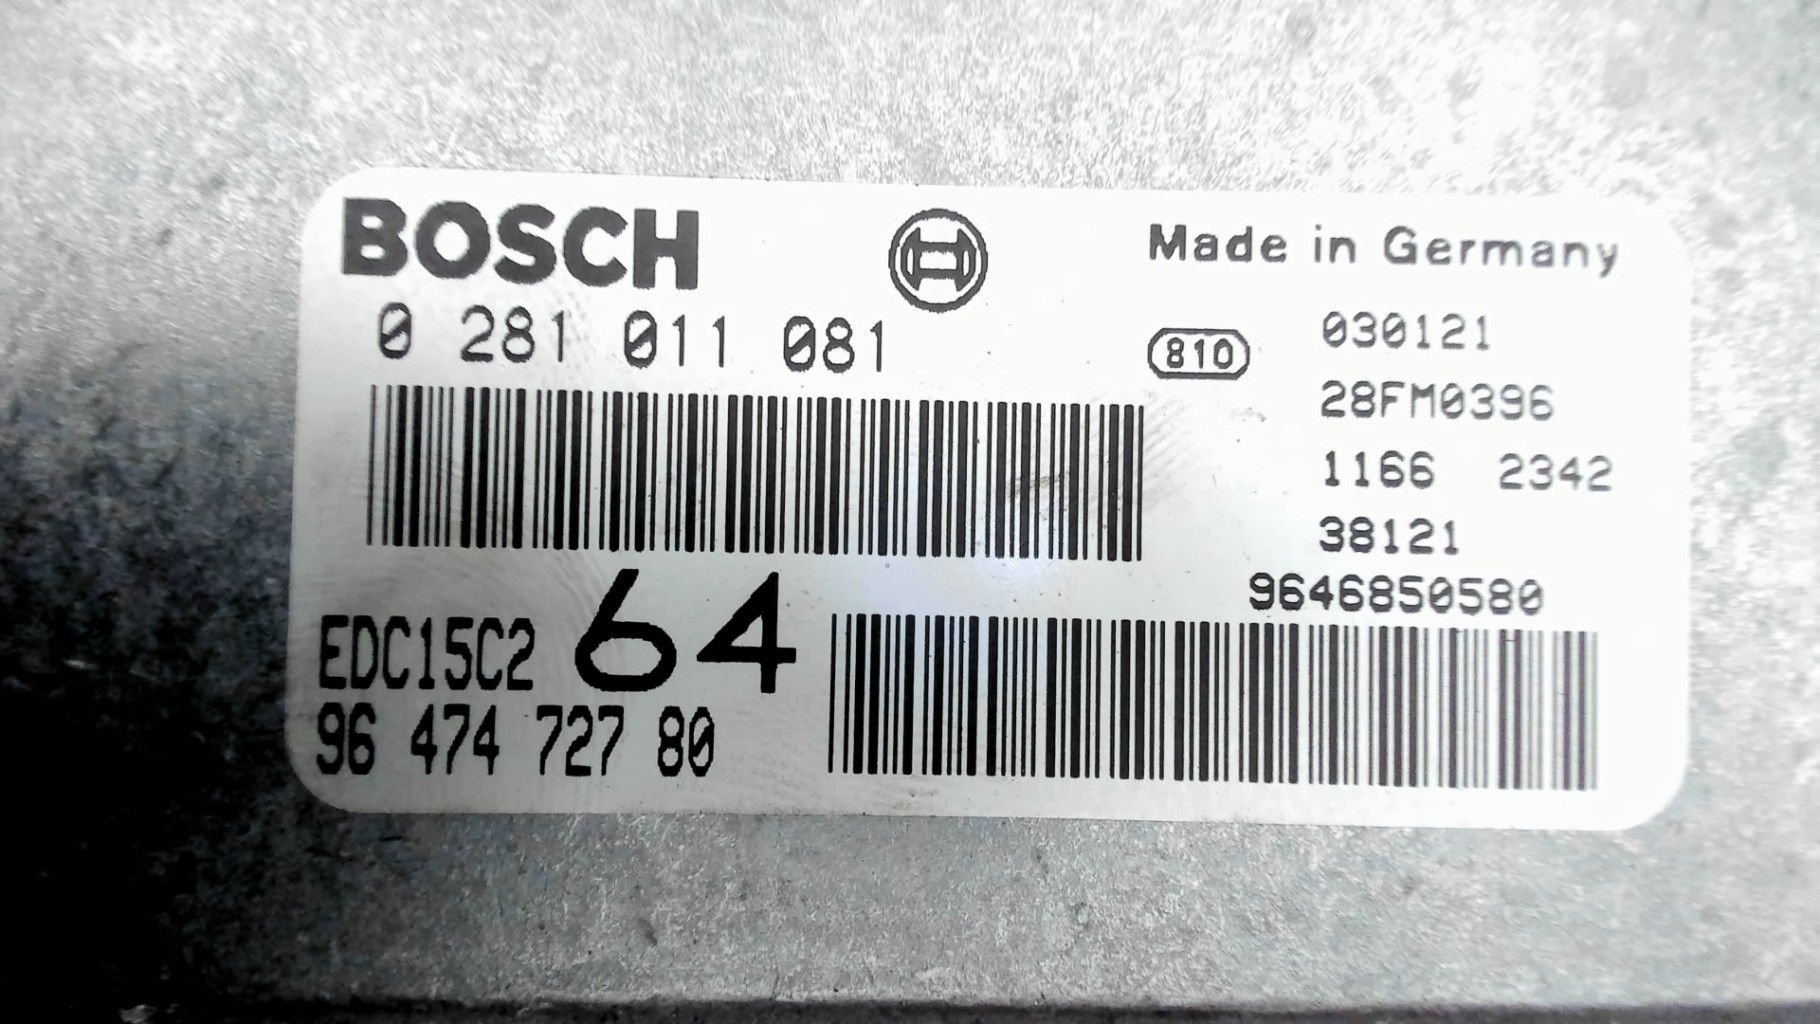 BOSCH
Made in Germany
0 281 011 081
810
030121
28FM0396
1166 2342
38121
9646850580
EDC15C2 64
96 474 727 80